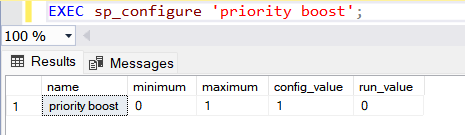 EXEC sp_configure 'priority boost';
100 %
Results Messages
name minimum maximum config_value run_value
1 priority boost 0 1 1 0